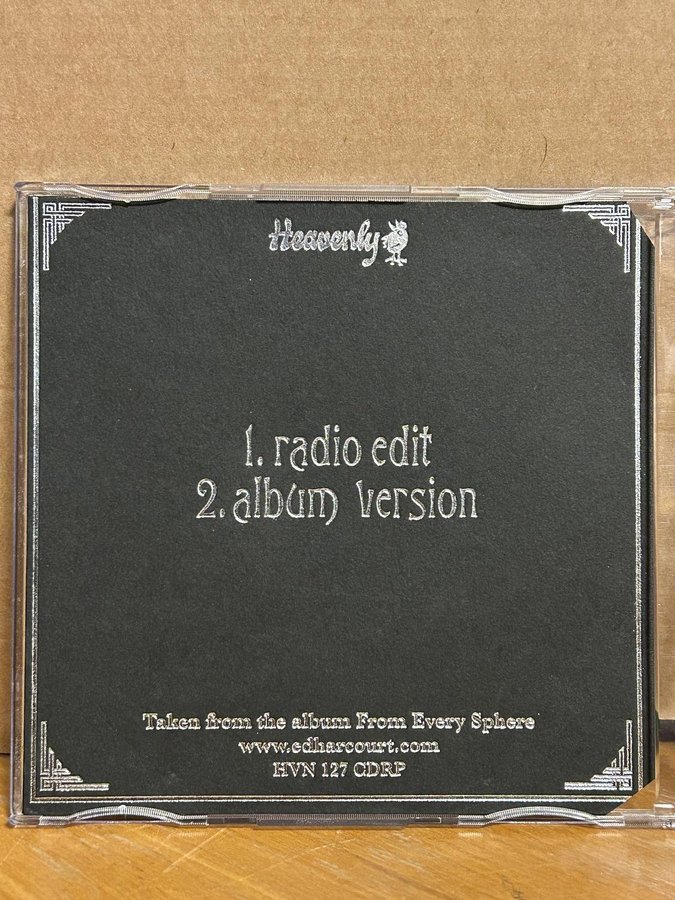 Heavenly
1. radio edit
2. album version
Taken from the album From Every Sphere
www.edharcourt.com
HVN 127 CDRP